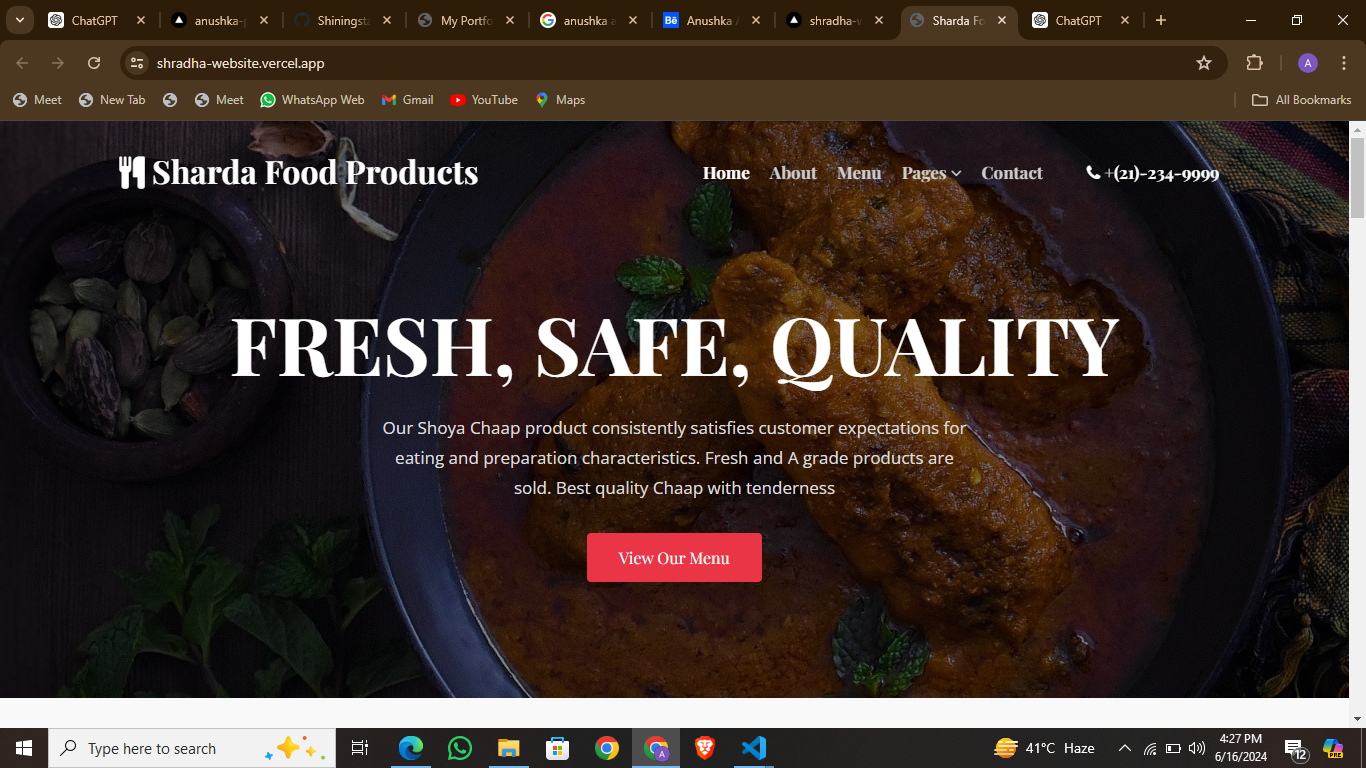 ChatGPT
anushka-p
Shiningsta
My Portfo
anushka a
Bē Anushka A
shradha-w
Sharda Fo
ChatGPT
shradha-website.vercel.app
A
Meet
New Tab
Meet
WhatsApp Web
Gmail
YouTube
Maps
All Bookmarks
Sharda Food Products
Home About Menu Pages Contact +(21)-234-9999
FRESH, SAFE, QUALITY
Our Shoya Chaap product consistently satisfies customer expectations for
eating and preparation characteristics. Fresh and A grade products are
sold. Best quality Chaap with tenderness
View Our Menu
Type here to search
A
41°C Haze
4:27 PM
6/16/2024
12
PRE